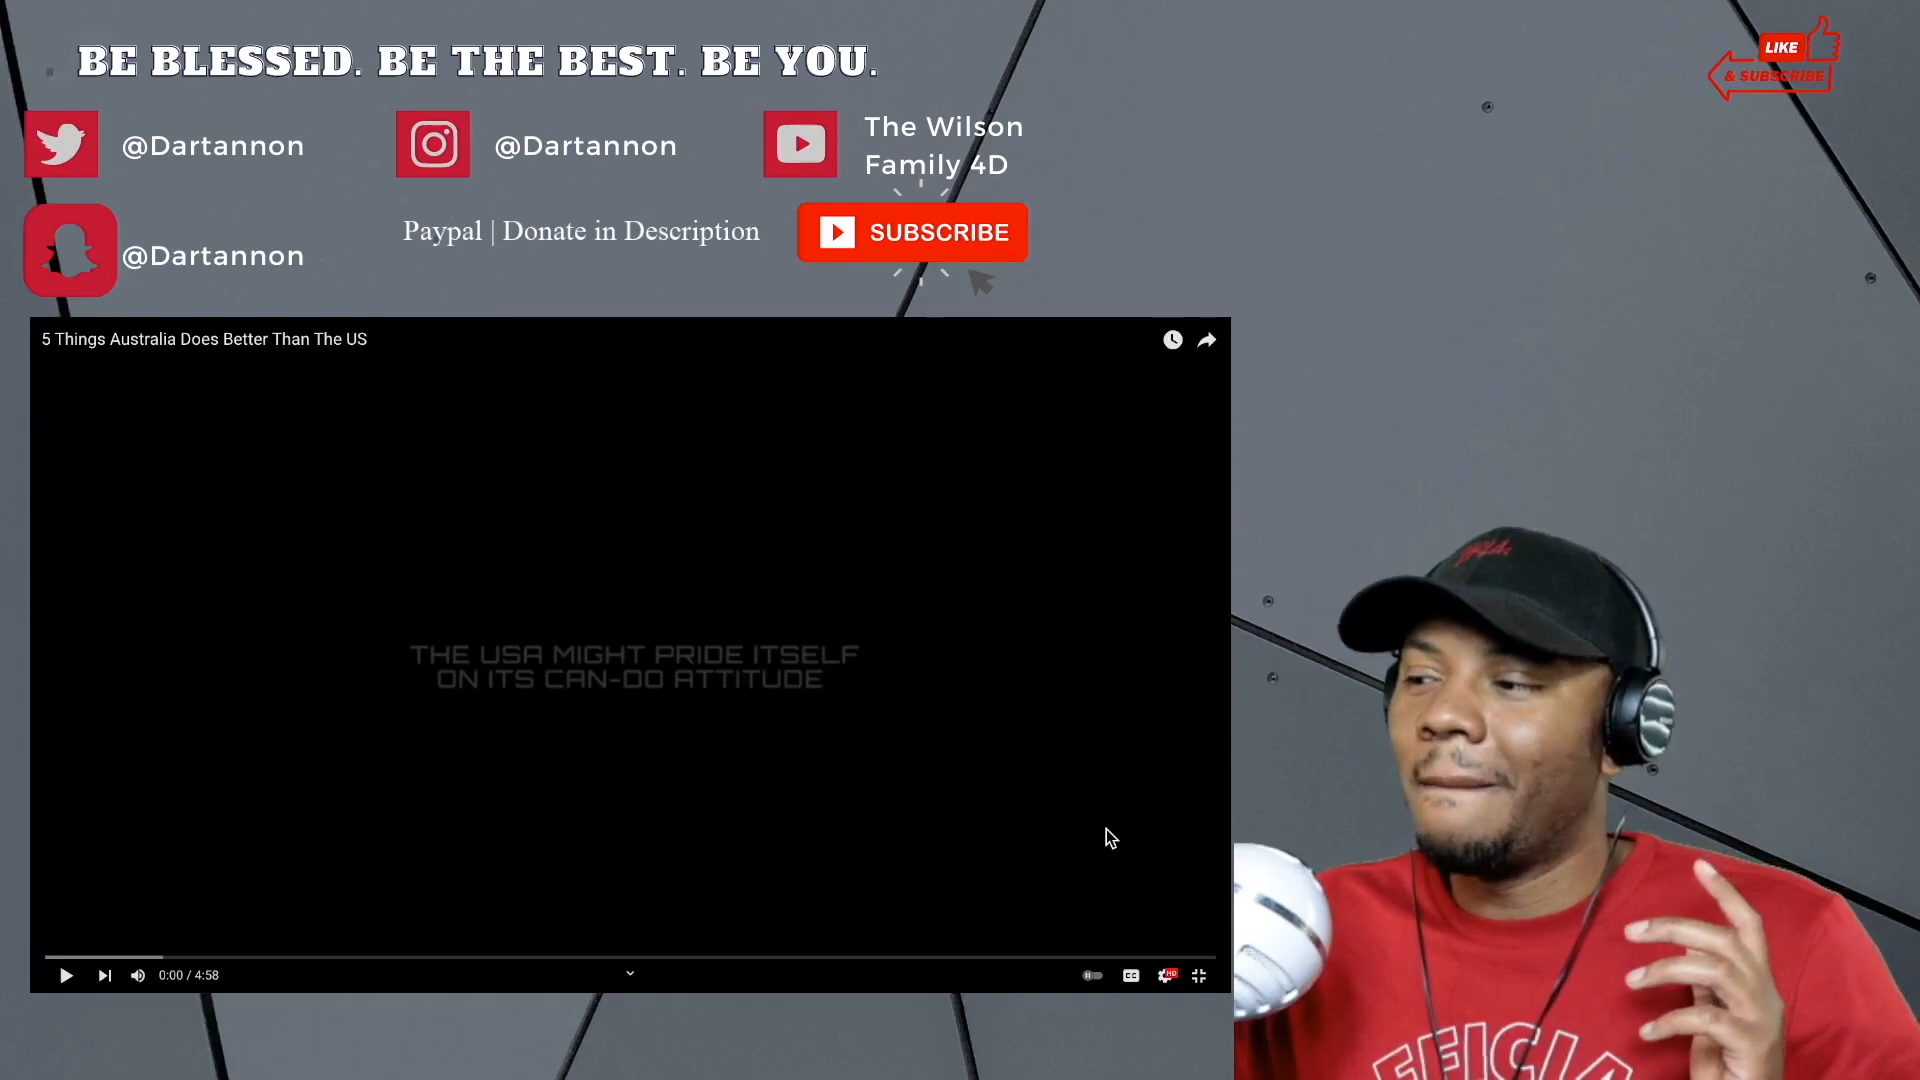 BE BLESSED. BE THE BEST. BE YOU.
LIKE
& SUBSCRIBE
@Dartannon
@Dartannon
The Wilson
Family 4D
@Dartannon
Paypal | Donate in Description
SUBSCRIBE
5 Things Australia Does Better Than The US
THE USA MIGHT PRIDE ITSELF
ON ITS CAN-DO ATTITUDE
0:00 / 4:58
CC
HD